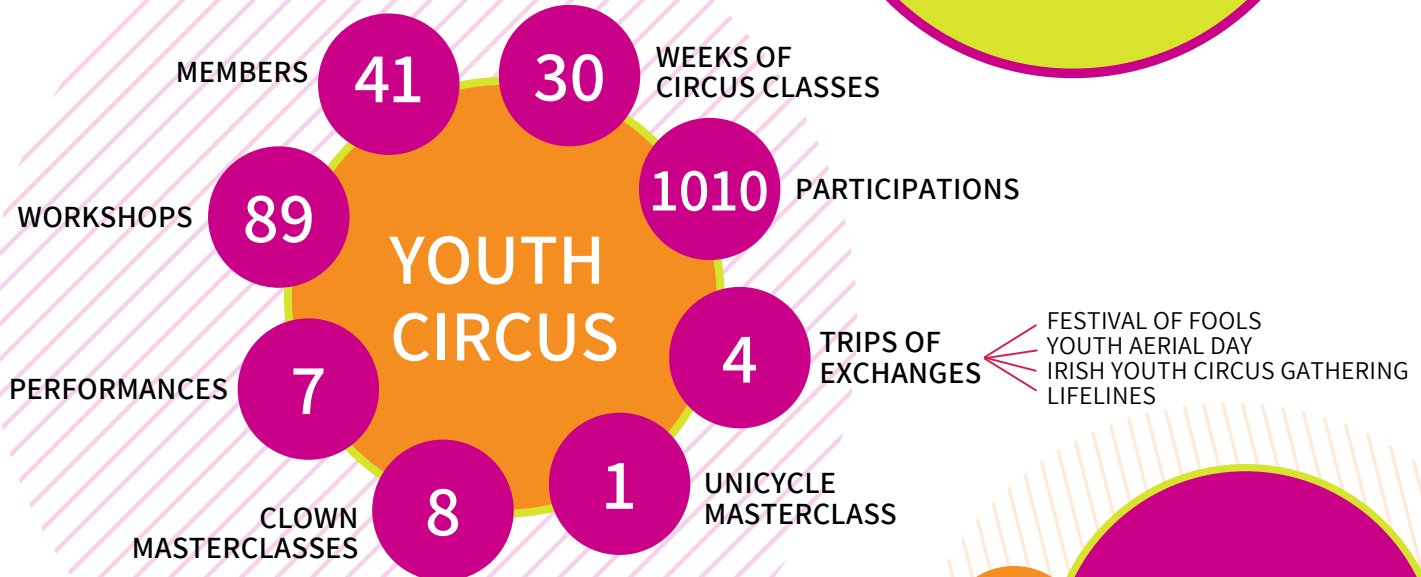 MEMBERS
41
30
WEEKS OF
CIRCUS CLASSES
1010
PARTICIPATIONS
WORKSHOPS
89
YOUTH
CIRCUS
4
TRIPS OF
EXCHANGES
FESTIVAL OF FOOLS
YOUTH AERIAL DAY
IRISH YOUTH CIRCUS GATHERING
LIFELINES
PERFORMANCES
7
1
UNICYCLE
MASTERCLASS
CLOWN
MASTERCLASSES
8